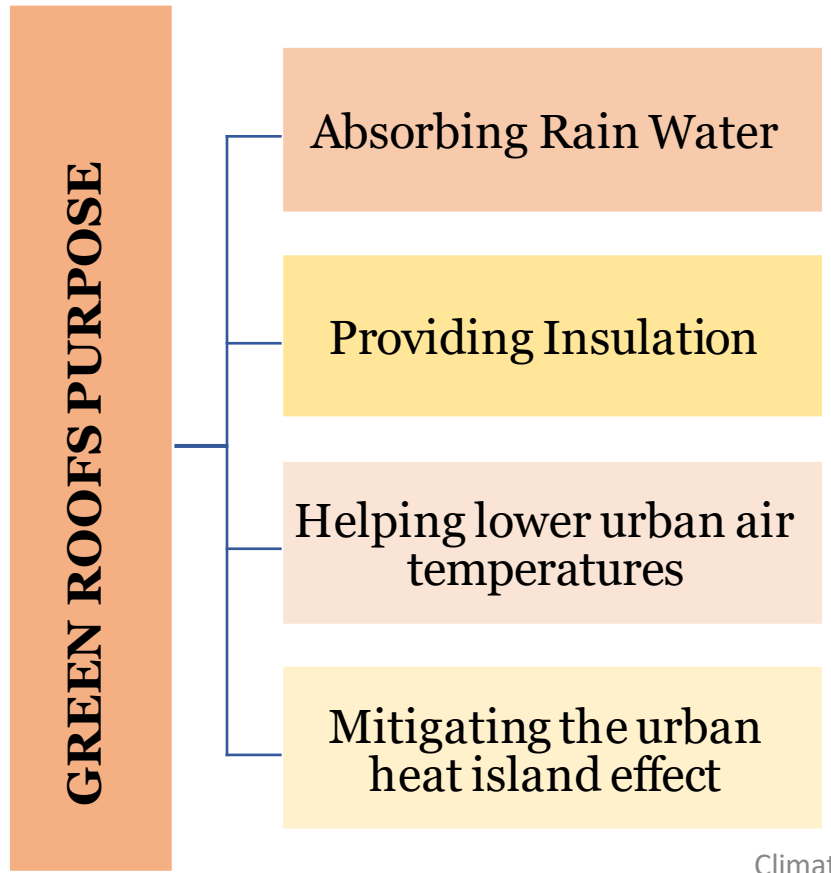 GREEN ROOFS PURPOSE
Absorbing Rain Water
Providing Insulation
Helping lower urban air
temperatures
Mitigating the urban
heat island effect
Climat